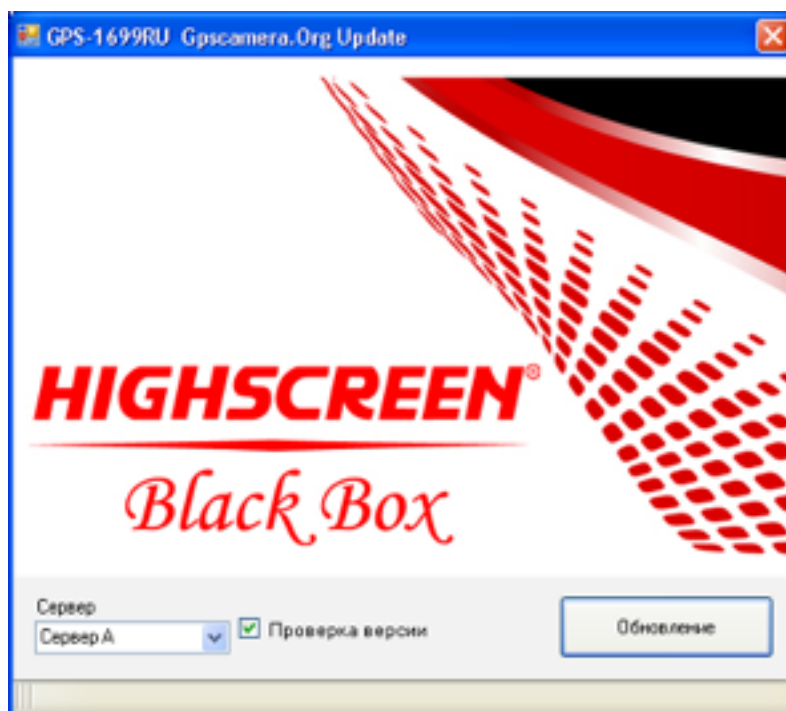 GPS-1699RU Gpscamera.Org Update
HIGHSCREEN®
Black Box
Сервер
Сервер А
Проверка версии
Обновление